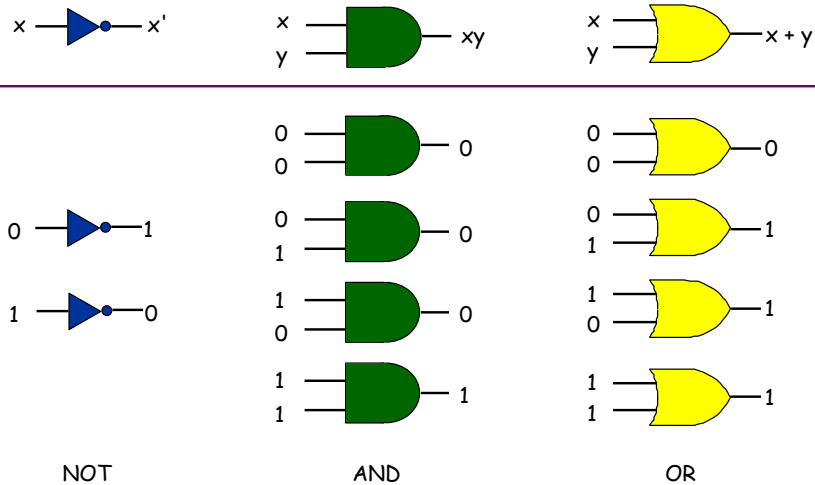 x x' x y xy x y x + y
0 0 0 0 0 0
0 1 0 1 0 0 1 1
1 0 1 0 0 1 0 1
1 1 1 1 1 1
NOT AND OR